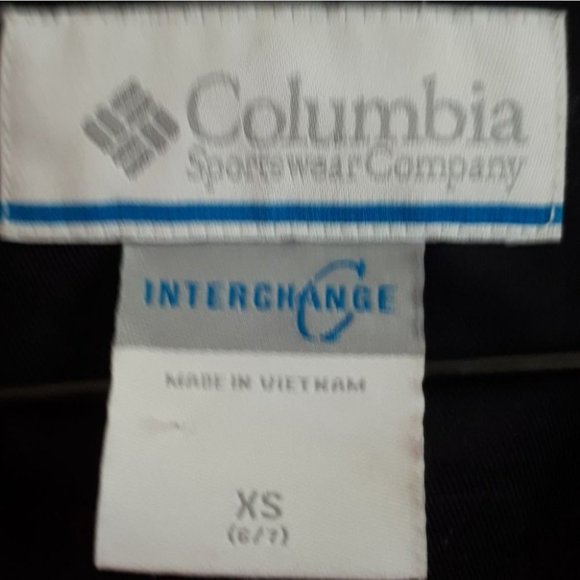 Columbia
Sportswear Company
INTERCHANGE
MADE IN VIETNAM
XS
(6/7)